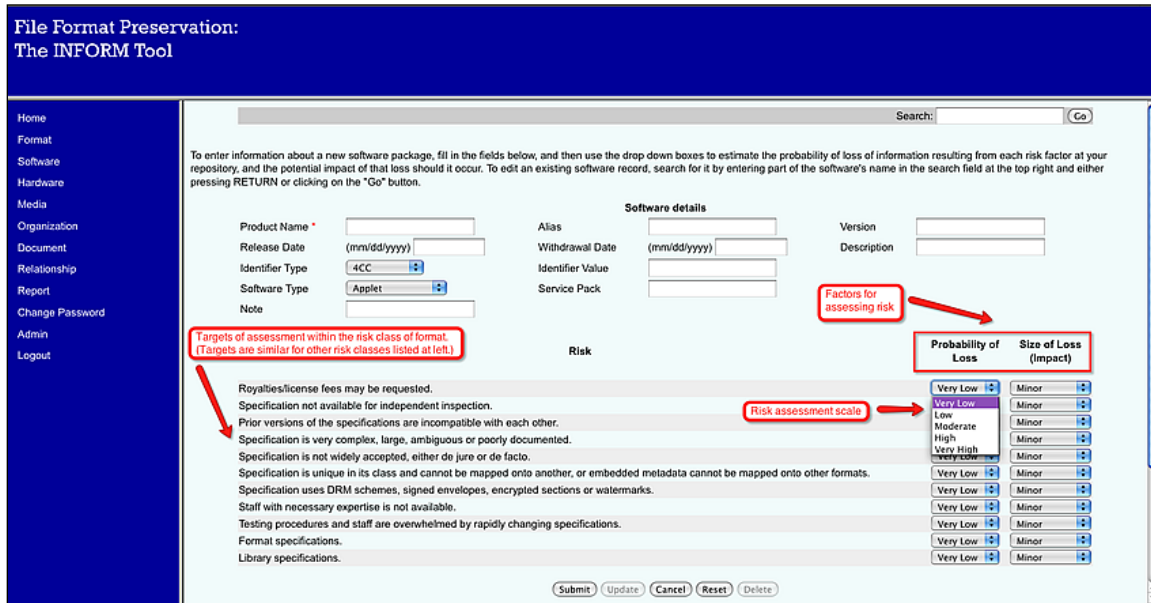 File Format Preservation:
The INFORM Tool
Home
Format
Software
Hardware
Media
Organization
Document
Relationship
Report
Change Password
Admin
Logout
Search: Go
To enter information about a new software package, fill in the fields below, and then use the drop down boxes to estimate the probability of loss of information resulting from each risk factor at your
repository, and the potential impact of that loss should it occur. To edit an existing software record, search for it by entering part of the software's name in the search field at the top right and either
pressing RETURN or clicking on the "Go" button.
Software details
Product Name * Alias Version
Release Date (mm/dd/yyyy) Withdrawal Date (mm/dd/yyyy) Description
Identifier Type 4CC Identifier Value
Software Type Applet Service Pack
Note
Factors for
assessing risk
Targets of assessment within the risk class of format.
(Targets are similar for other risk classes listed at left.)
Risk
Probability of
Loss
Size of Loss
(Impact)
Royalties/license fees may be requested. Very Low Minor
Specification not available for independent inspection. Minor
Prior versions of the specifications are incompatible with each other. Minor
Specification is very complex, large, ambiguous or poorly documented. Minor
Specification is not widely accepted, either de jure or de facto. Very Low Minor
Specification is unique in its class and cannot be mapped onto another, or embedded metadata cannot be mapped onto other formats. Very Low Minor
Specification uses DRM schemes, signed envelopes, encrypted sections or watermarks. Very Low Minor
Staff with necessary expertise is not available. Very Low Minor
Testing procedures and staff are overwhelmed by rapidly changing specifications. Very Low Minor
Format specifications. Very Low Minor
Library specifications. Very Low Minor
Risk assessment scale
Very Low
Low
Moderate
High
Very High
Submit Update Cancel Reset Delete